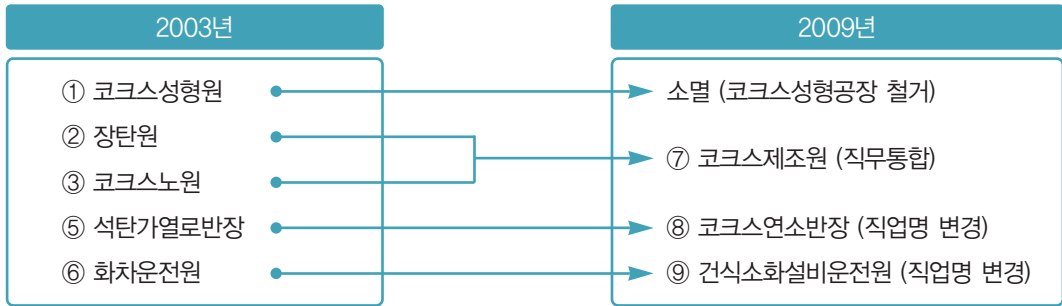 2003년
2009년
① 코크스성형원
소멸 (코크스성형공장 철거)
② 장탄원
③ 코크스노원
⑦ 코크스제조원 (직무통합)
⑤ 석탄가열로반장
⑧ 코크스연소반장 (직업명 변경)
⑥ 화차운전원
⑨ 건식소화설비운전원 (직업명 변경)